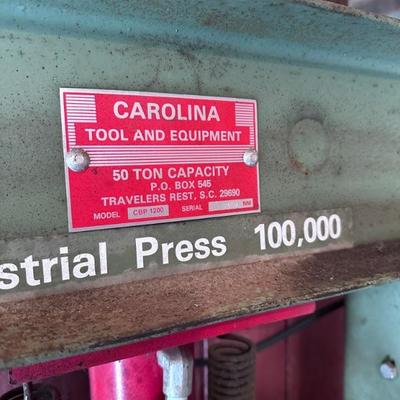 CAROLINA
TOOL AND EQUIPMENT
50 TON CAPACITY
P.O. BOX 545
TRAVELERS REST, S.C. 29690
MODEL CBP 1200 SERIAL
strial Press 100,000